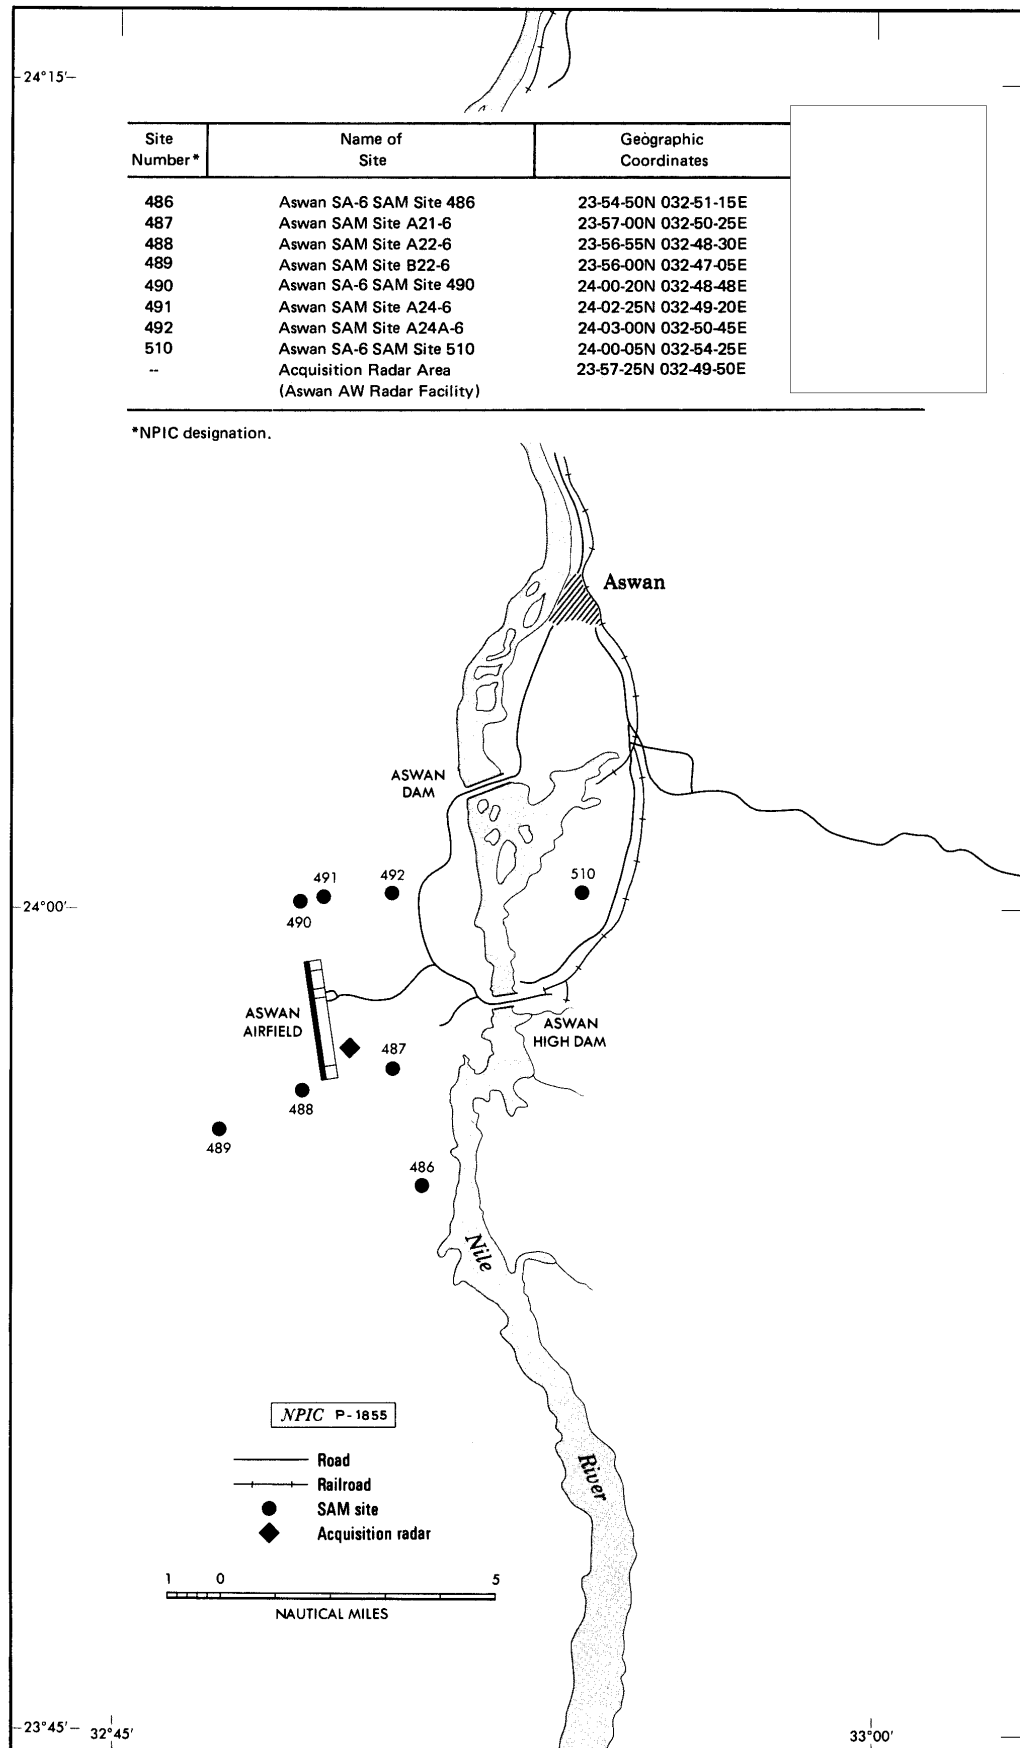 24°15'
Site Number* Name of Site Geographic Coordinates
486 Aswan SA-6 SAM Site 486 23-54-50N 032-51-15E
487 Aswan SAM Site A21-6 23-57-00N 032-50-25E
488 Aswan SAM Site A22-6 23-56-55N 032-48-30E
489 Aswan SAM Site B22-6 23-56-00N 032-47-05E
490 Aswan SA-6 SAM Site 490 24-00-20N 032-48-48E
491 Aswan SAM Site A24-6 24-02-25N 032-49-20E
492 Aswan SAM Site A24A-6 24-03-00N 032-50-45E
510 Aswan SA-6 SAM Site 510 24-00-05N 032-54-25E
-- Acquisition Radar Area 23-57-25N 032-49-50E
(Aswan AW Radar Facility)
*NPIC designation.
Aswan
ASWAN
DAM
491
492
510
490
24°00'
ASWAN
AIRFIELD
ASWAN
HIGH DAM
487
488
489
486
Nile
NPIC P-1855
Road
Railroad
SAM site
Acquisition radar
River
1 0 5
NAUTICAL MILES
23°45' 32°45' 33°00'